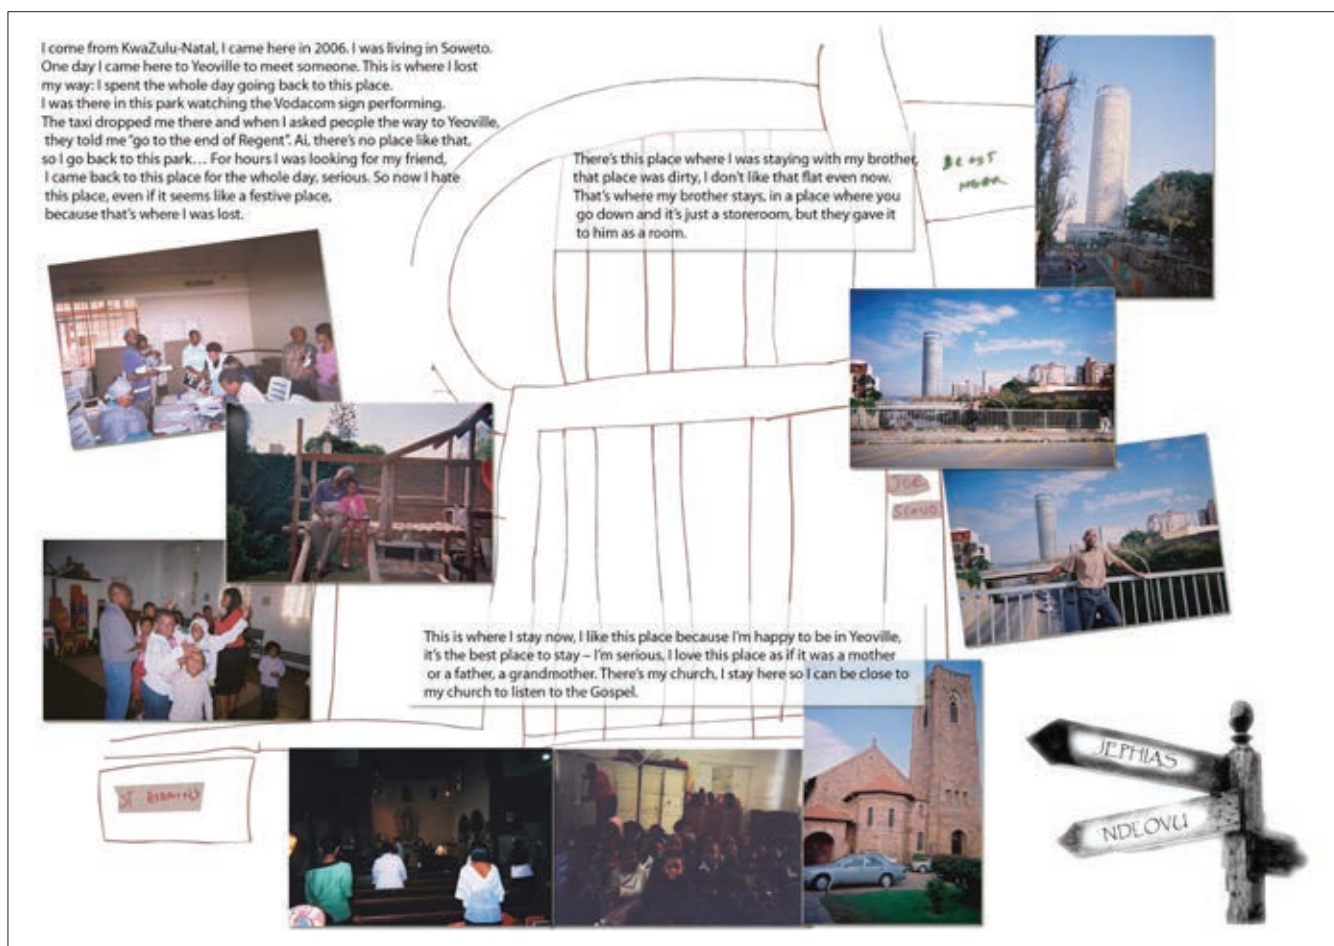 I come from KwaZulu-Natal, I came here in 2006. I was living in Soweto.
One day I came here to Yeoville to meet someone. This is where I lost
my way: I spent the whole day going back to this place.
I was there in this park watching the Vodacom sign performing.
The taxi dropped me there and when I asked people the way to Yeoville,
they told me "go to the end of Regent". Ai, there's no place like that,
so I go back to this park… For hours I was looking for my friend,
I came back to this place for the whole day, serious. So now I hate
this place, even if it seems like a festive place,
because that's where I was lost.
There's this place where I was staying with my brother,
that place was dirty, I don't like that flat even now.
That's where my brother stays, in a place where you
go down and it's just a storeroom, but they gave it
to him as a room.
JOE
SLOVO
This is where I stay now, I like this place because I'm happy to be in Yeoville,
it's the best place to stay – I'm serious, I love this place as if it was a mother
or a father, a grandmother. There's my church, I stay here so I can be close to
my church to listen to the Gospel.
ST
JEPHIAS
NDLOVU